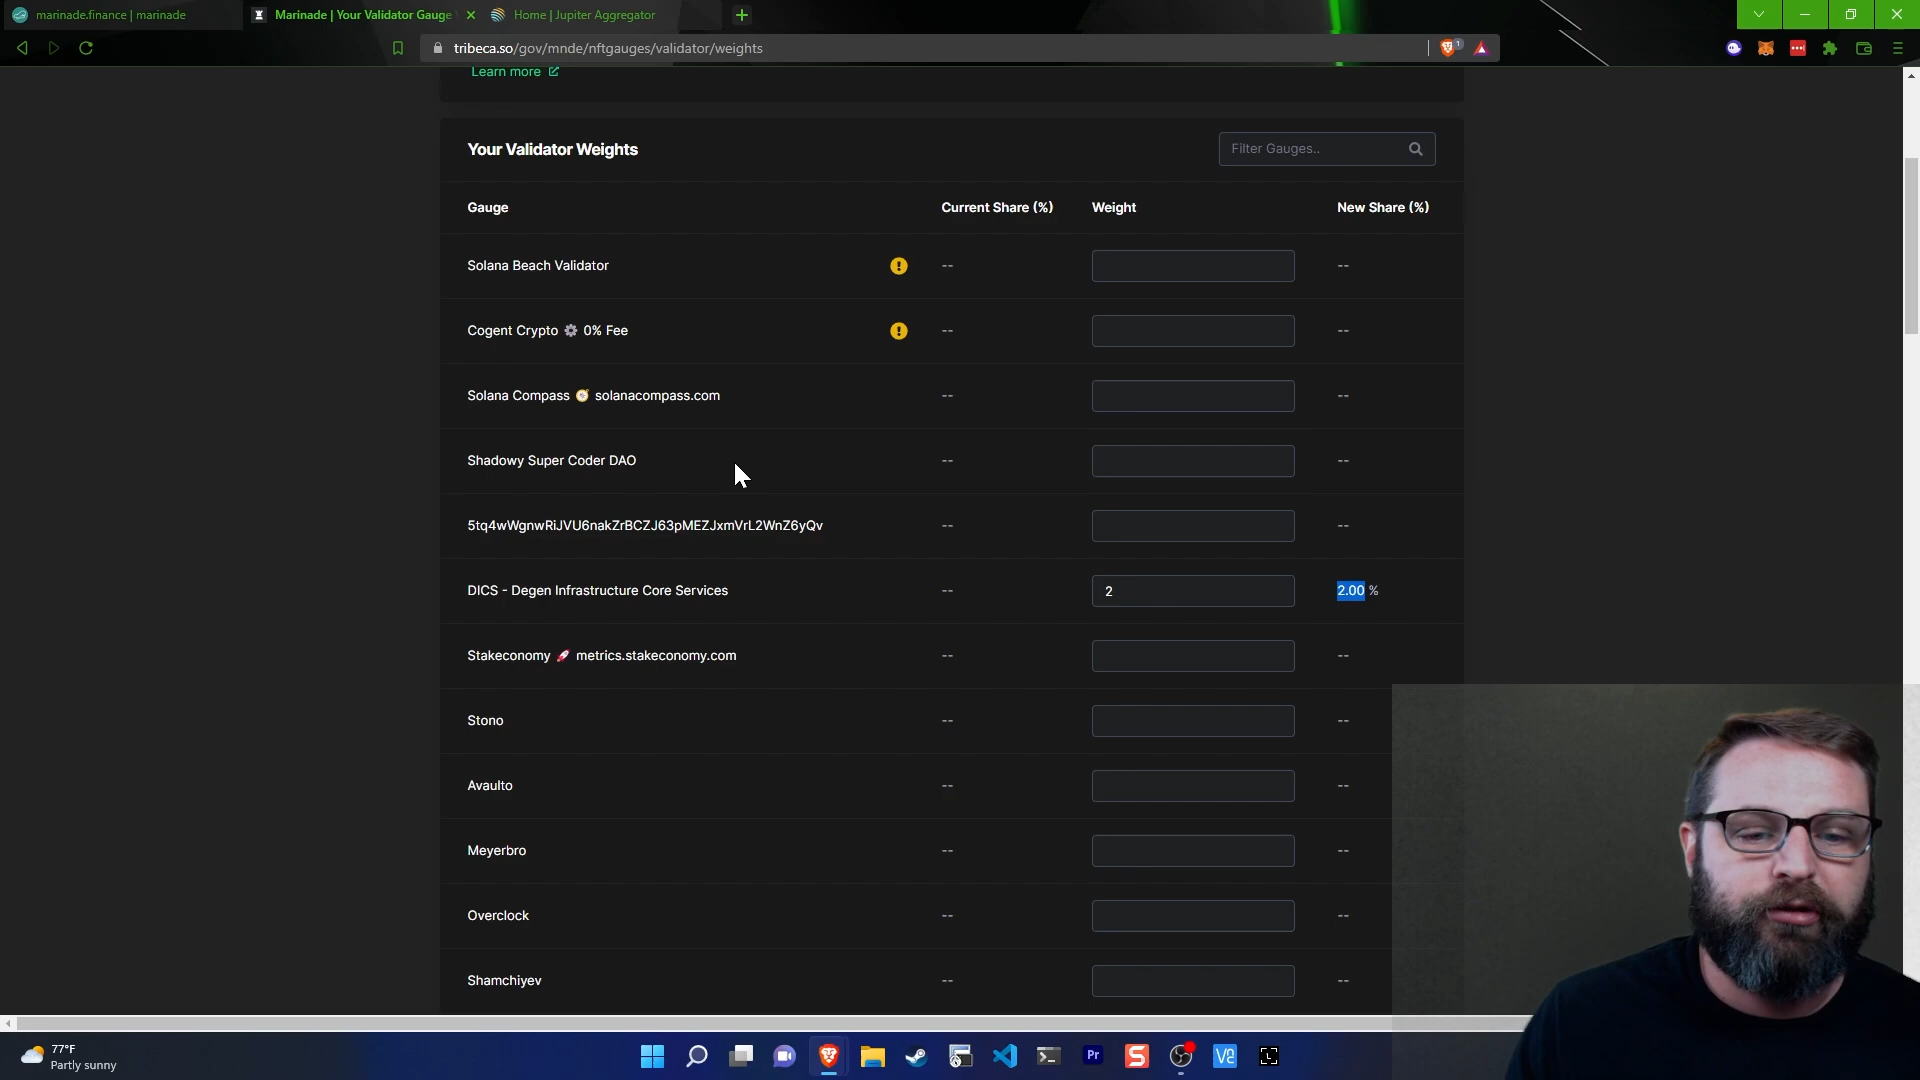 marinade.finance | marinade
Marinade | Your Validator Gauge
Home | Jupiter Aggregator
tribeca.so/gov/mnde/nftgauges/validator/weights
1
Learn more
Your Validator Weights
Filter Gauges..
Gauge Current Share (%) Weight New Share (%)
Solana Beach Validator -- --
Cogent Crypto 0% Fee -- --
Solana Compass solanacompass.com -- --
Shadowy Super Coder DAO -- --
5tq4wWgnwRiJVU6nakZrBCZJ63pMEZJxmVrL2WnZ6yQv -- --
DICS - Degen Infrastructure Core Services -- 2 2.00 %
Stakeconomy metrics.stakeconomy.com -- --
Stono -- --
Avaulto -- --
Meyerbro -- --
Overclock -- --
Shamchiyev -- --
77°F
Partly sunny
Pr